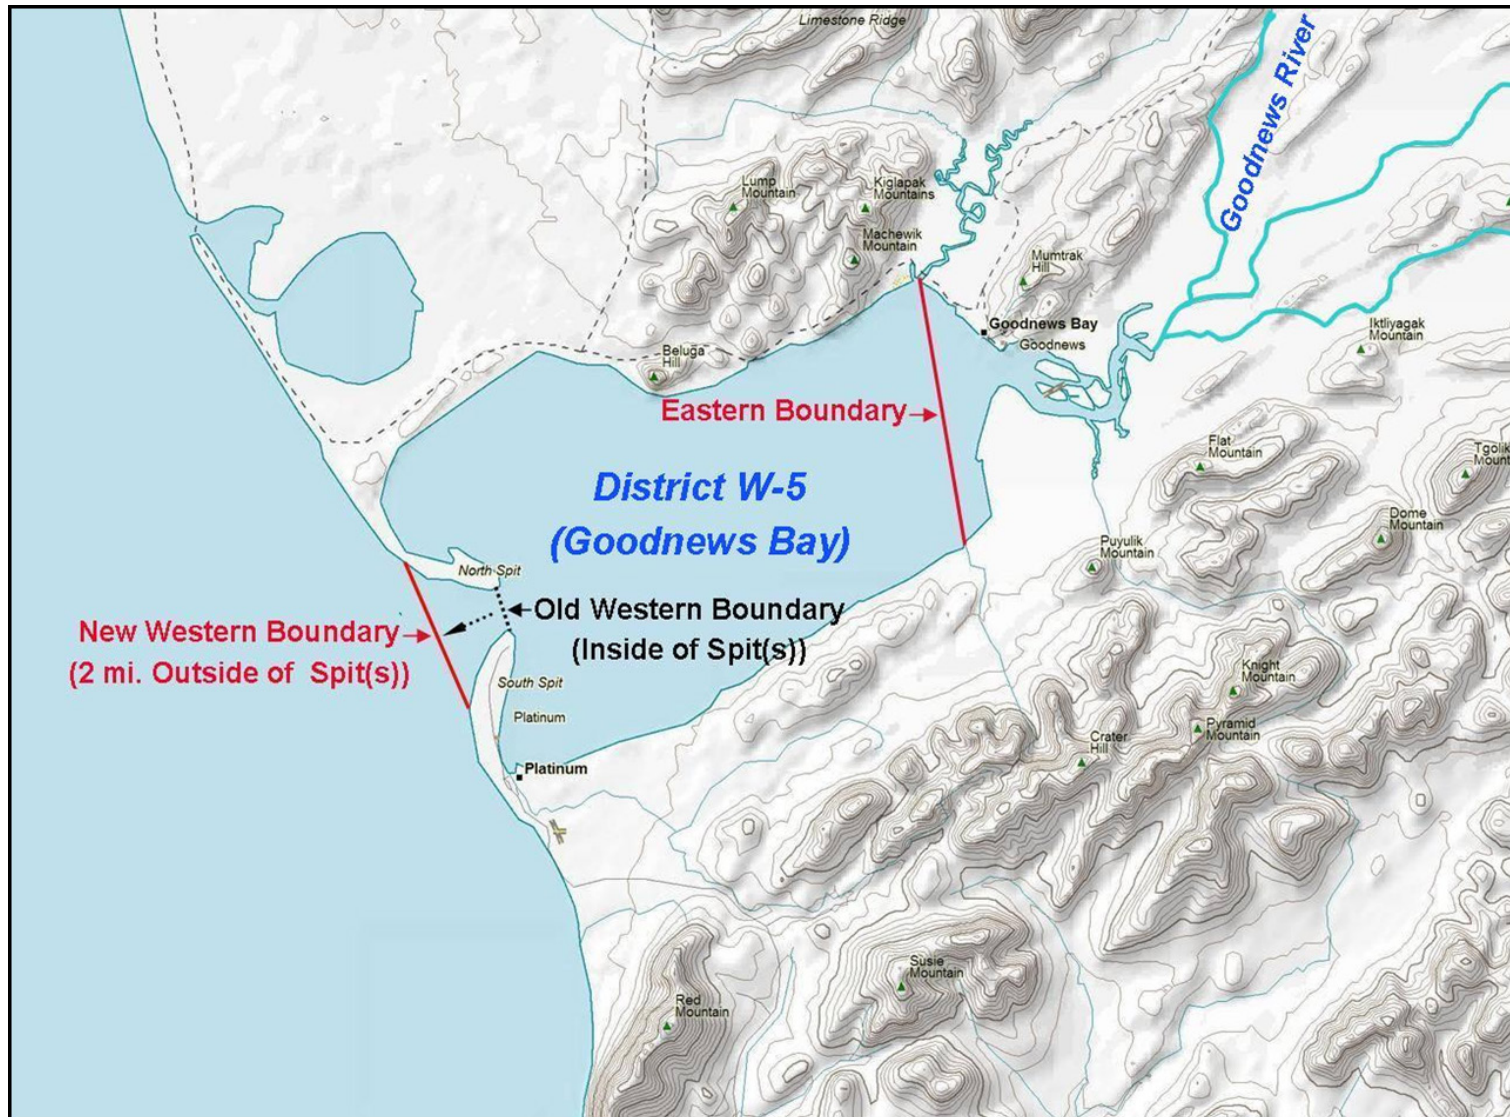 Limestone Ridge
Goodnews River
Lump
Mountain
Kiglapak
Mountains
Machewik
Mountain
Mumtrak
Hill
Goodnews Bay
Goodnews
Iktliyagak
Mountain
Beluga
Hill
Eastern Boundary
Flat
Mountain
District W-5
(Goodnews Bay)
Tgolik
Mount
Dome
Mountain
Puyulik
Mountain
North Spit
Old Western Boundary
(Inside of Spit(s))
New Western Boundary
(2 mi. Outside of Spit(s))
South Spit
Platinum
Platinum
Knight
Mountain
Pyramid
Mountain
Crater
Hill
Susie
Mountain
Red
Mountain